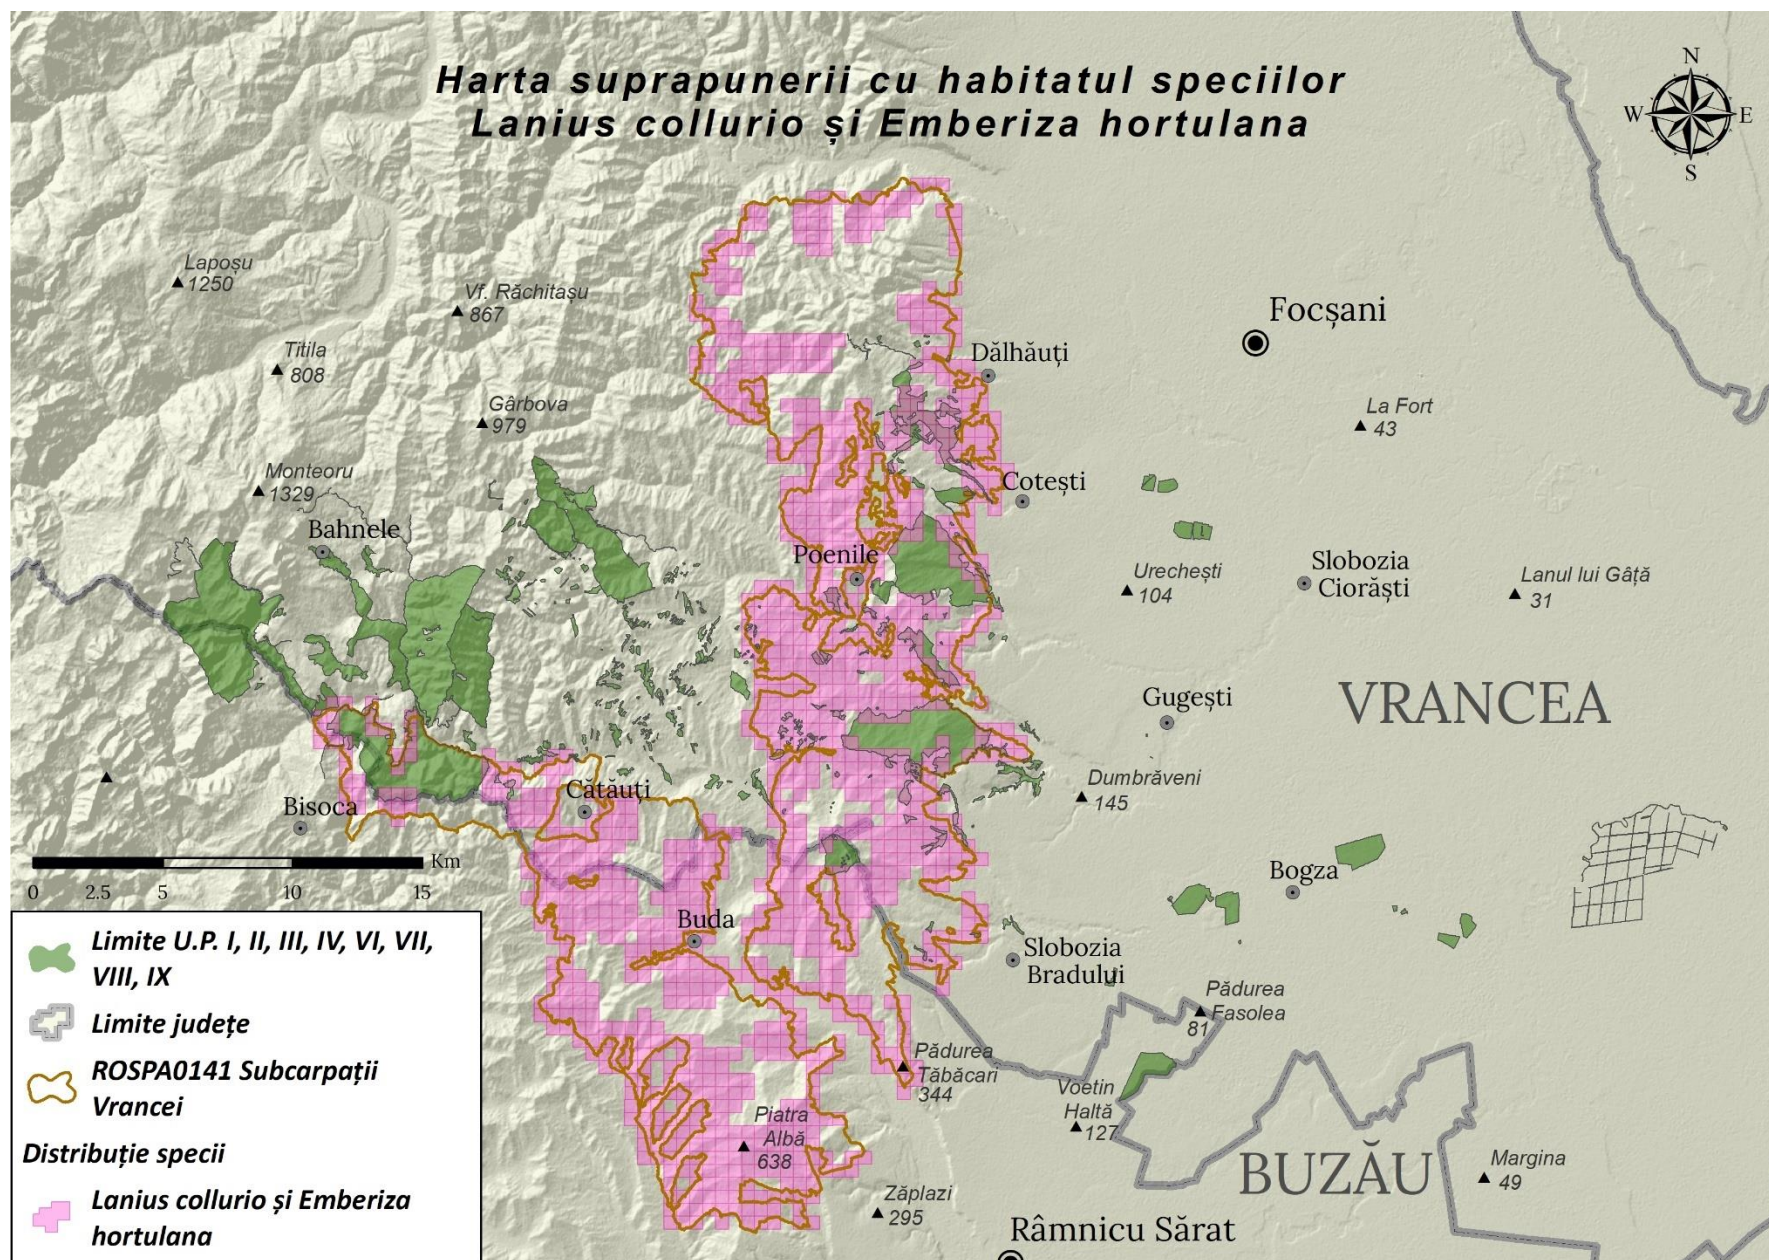 Harta suprapunerii cu habitatul speciilor
Lanius collurio și Emberiza hortulana
N
W
E
S
Lapoșu
1250
Vf. Răchitașu
867
Focșani
Titila
808
Dălhăuți
Gârbova
979
La Fort
43
Monteoru
1329
Cotești
Bahnele
Poenile
Urechești
104
Slobozia
Ciorăști
Lanul lui Gâță
31
Gugești
VRANCEA
Dumbrăveni
145
Cătăuți
Bisoca
Km
0
2.5
5
10
15
Bogza
Buda
Slobozia
Bradului
Pădurea
Fasolea
81
Pădurea
Tăbăcari
344
Voetin
Haltă
127
Piatra
Albă
638
BUZĂU
Margina
49
Zăplazi
295
Râmnicu Sărat
Limite U.P. I, II, III, IV, VI, VII,
VIII, IX
Limite județe
ROSPA0141 Subcarpații
Vrancei
Distribuție specii
Lanius collurio și Emberiza
hortulana